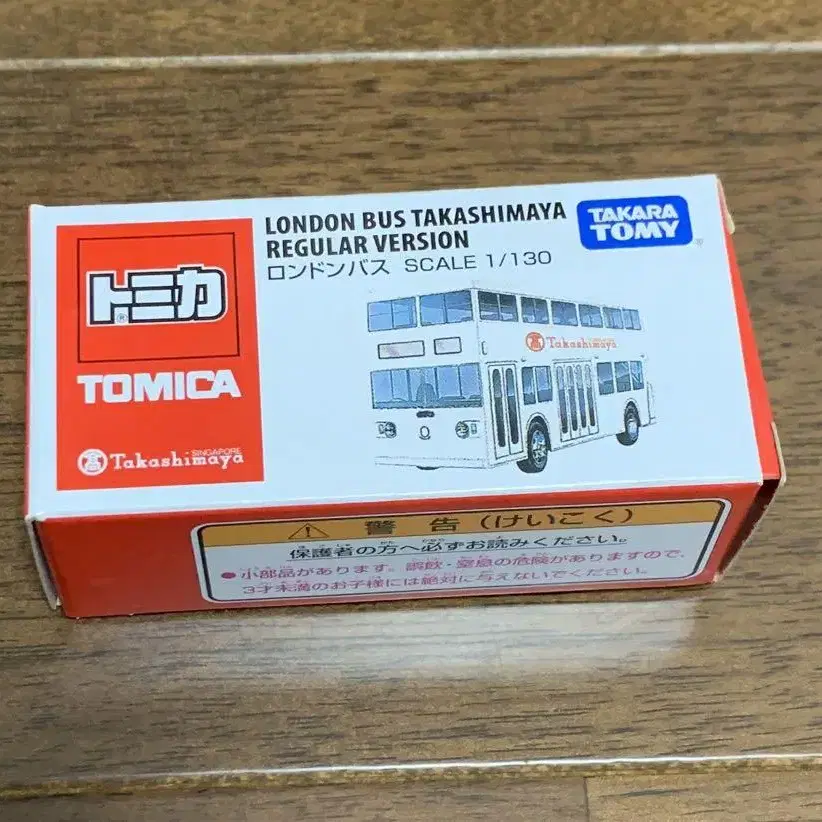 LONDON BUS TAKASHIMAYA
REGULAR VERSION
ロンドンバス SCALE 1/130
TAKARA
TOMY
®
トミカ
®
TOMICA
SINGAPORE
髙 Takashimaya
髙 Takashimaya
⚠ 警告(けいこく)
保護者の方へ必ずお読みください。
●小部品があります。誤飲・窒息の危険がありますので、
3才未満のお子様には絶対に与えないでください。